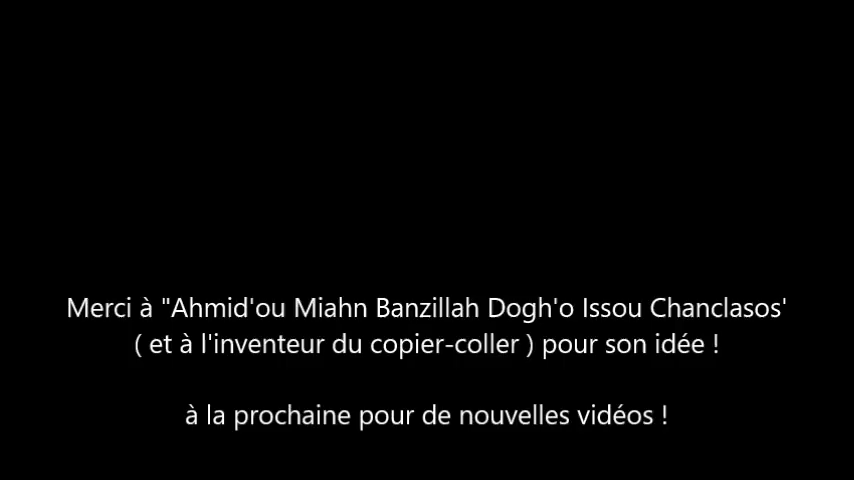 Merci à "Ahmid'ou Miahn Banzillah Dogh'o Issou Chanclasos'
( et à l'inventeur du copier-coller ) pour son idée !
à la prochaine pour de nouvelles vidéos !